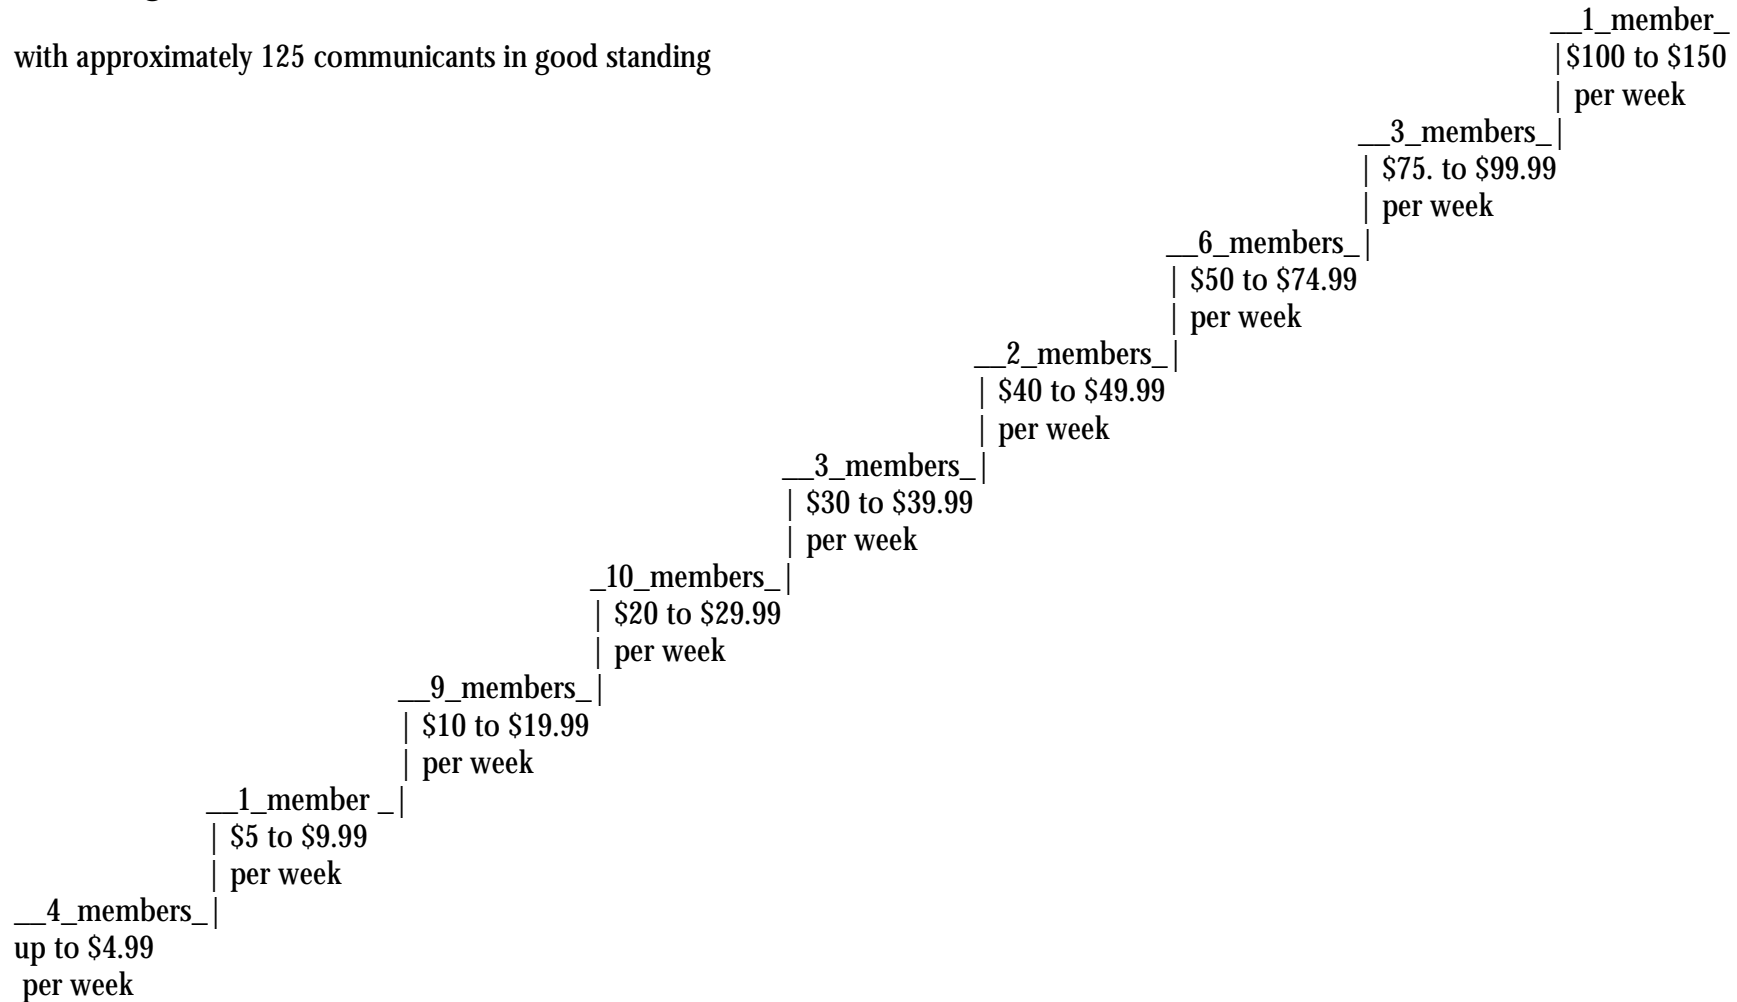 __1_member_
with approximately 125 communicants in good standing
|$100 to $150
| per week
__3_members_|
| $75. to $99.99
| per week
__6_members_|
| $50 to $74.99
| per week
__2_members_|
| $40 to $49.99
| per week
__3_members_|
| $30 to $39.99
| per week
_10_members_|
| $20 to $29.99
| per week
__9_members_|
| $10 to $19.99
| per week
__1_member _|
| $5 to $9.99
| per week
__4_members_|
up to $4.99
per week